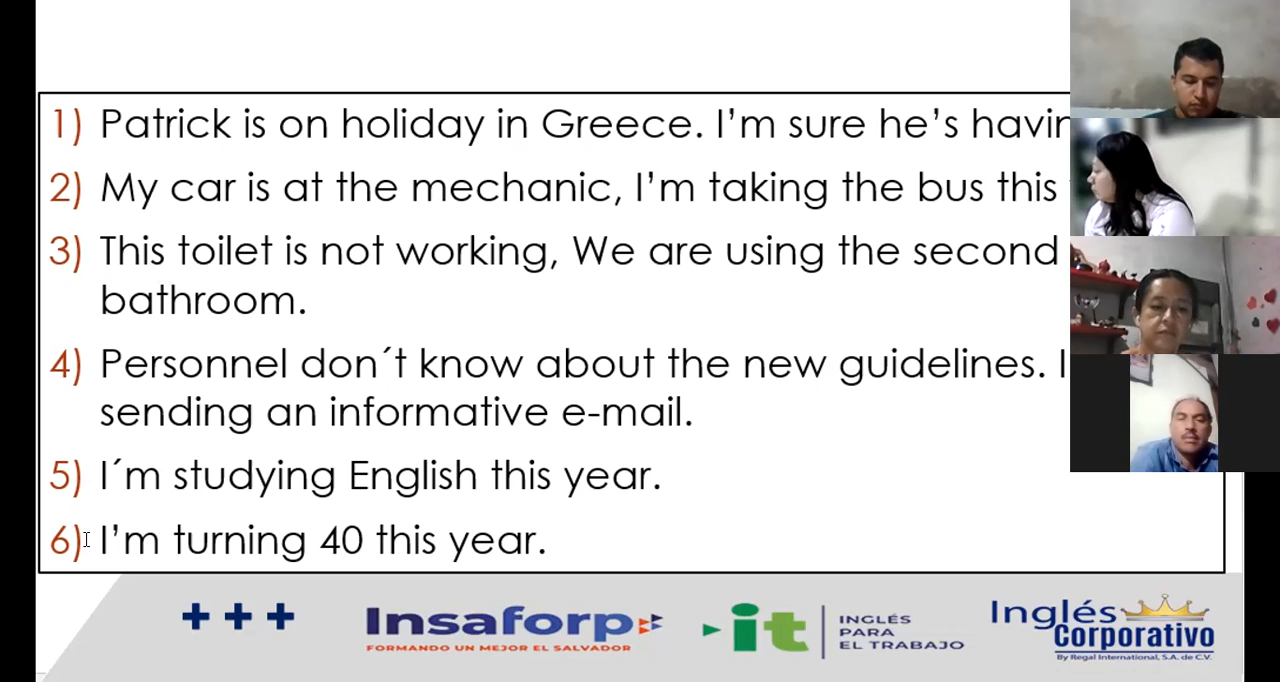 1) Patrick is on holiday in Greece. I'm sure he's
2) My car is at the mechanic, I'm taking the bus this
3) This toilet is not working, We are using the second
bathroom.
4) Personnel don´t know about the new guidelines.
sending an informative e-mail.
5) I´m studying English this year.
6) I'm turning 40 this year.
+++
Insaforp
FORMANDO UN MEJOR EL SALVADOR
it
INGLÉS
PARA
EL TRABAJO
Inglés
Corporativo
By Regal International, S.A. de C.V.